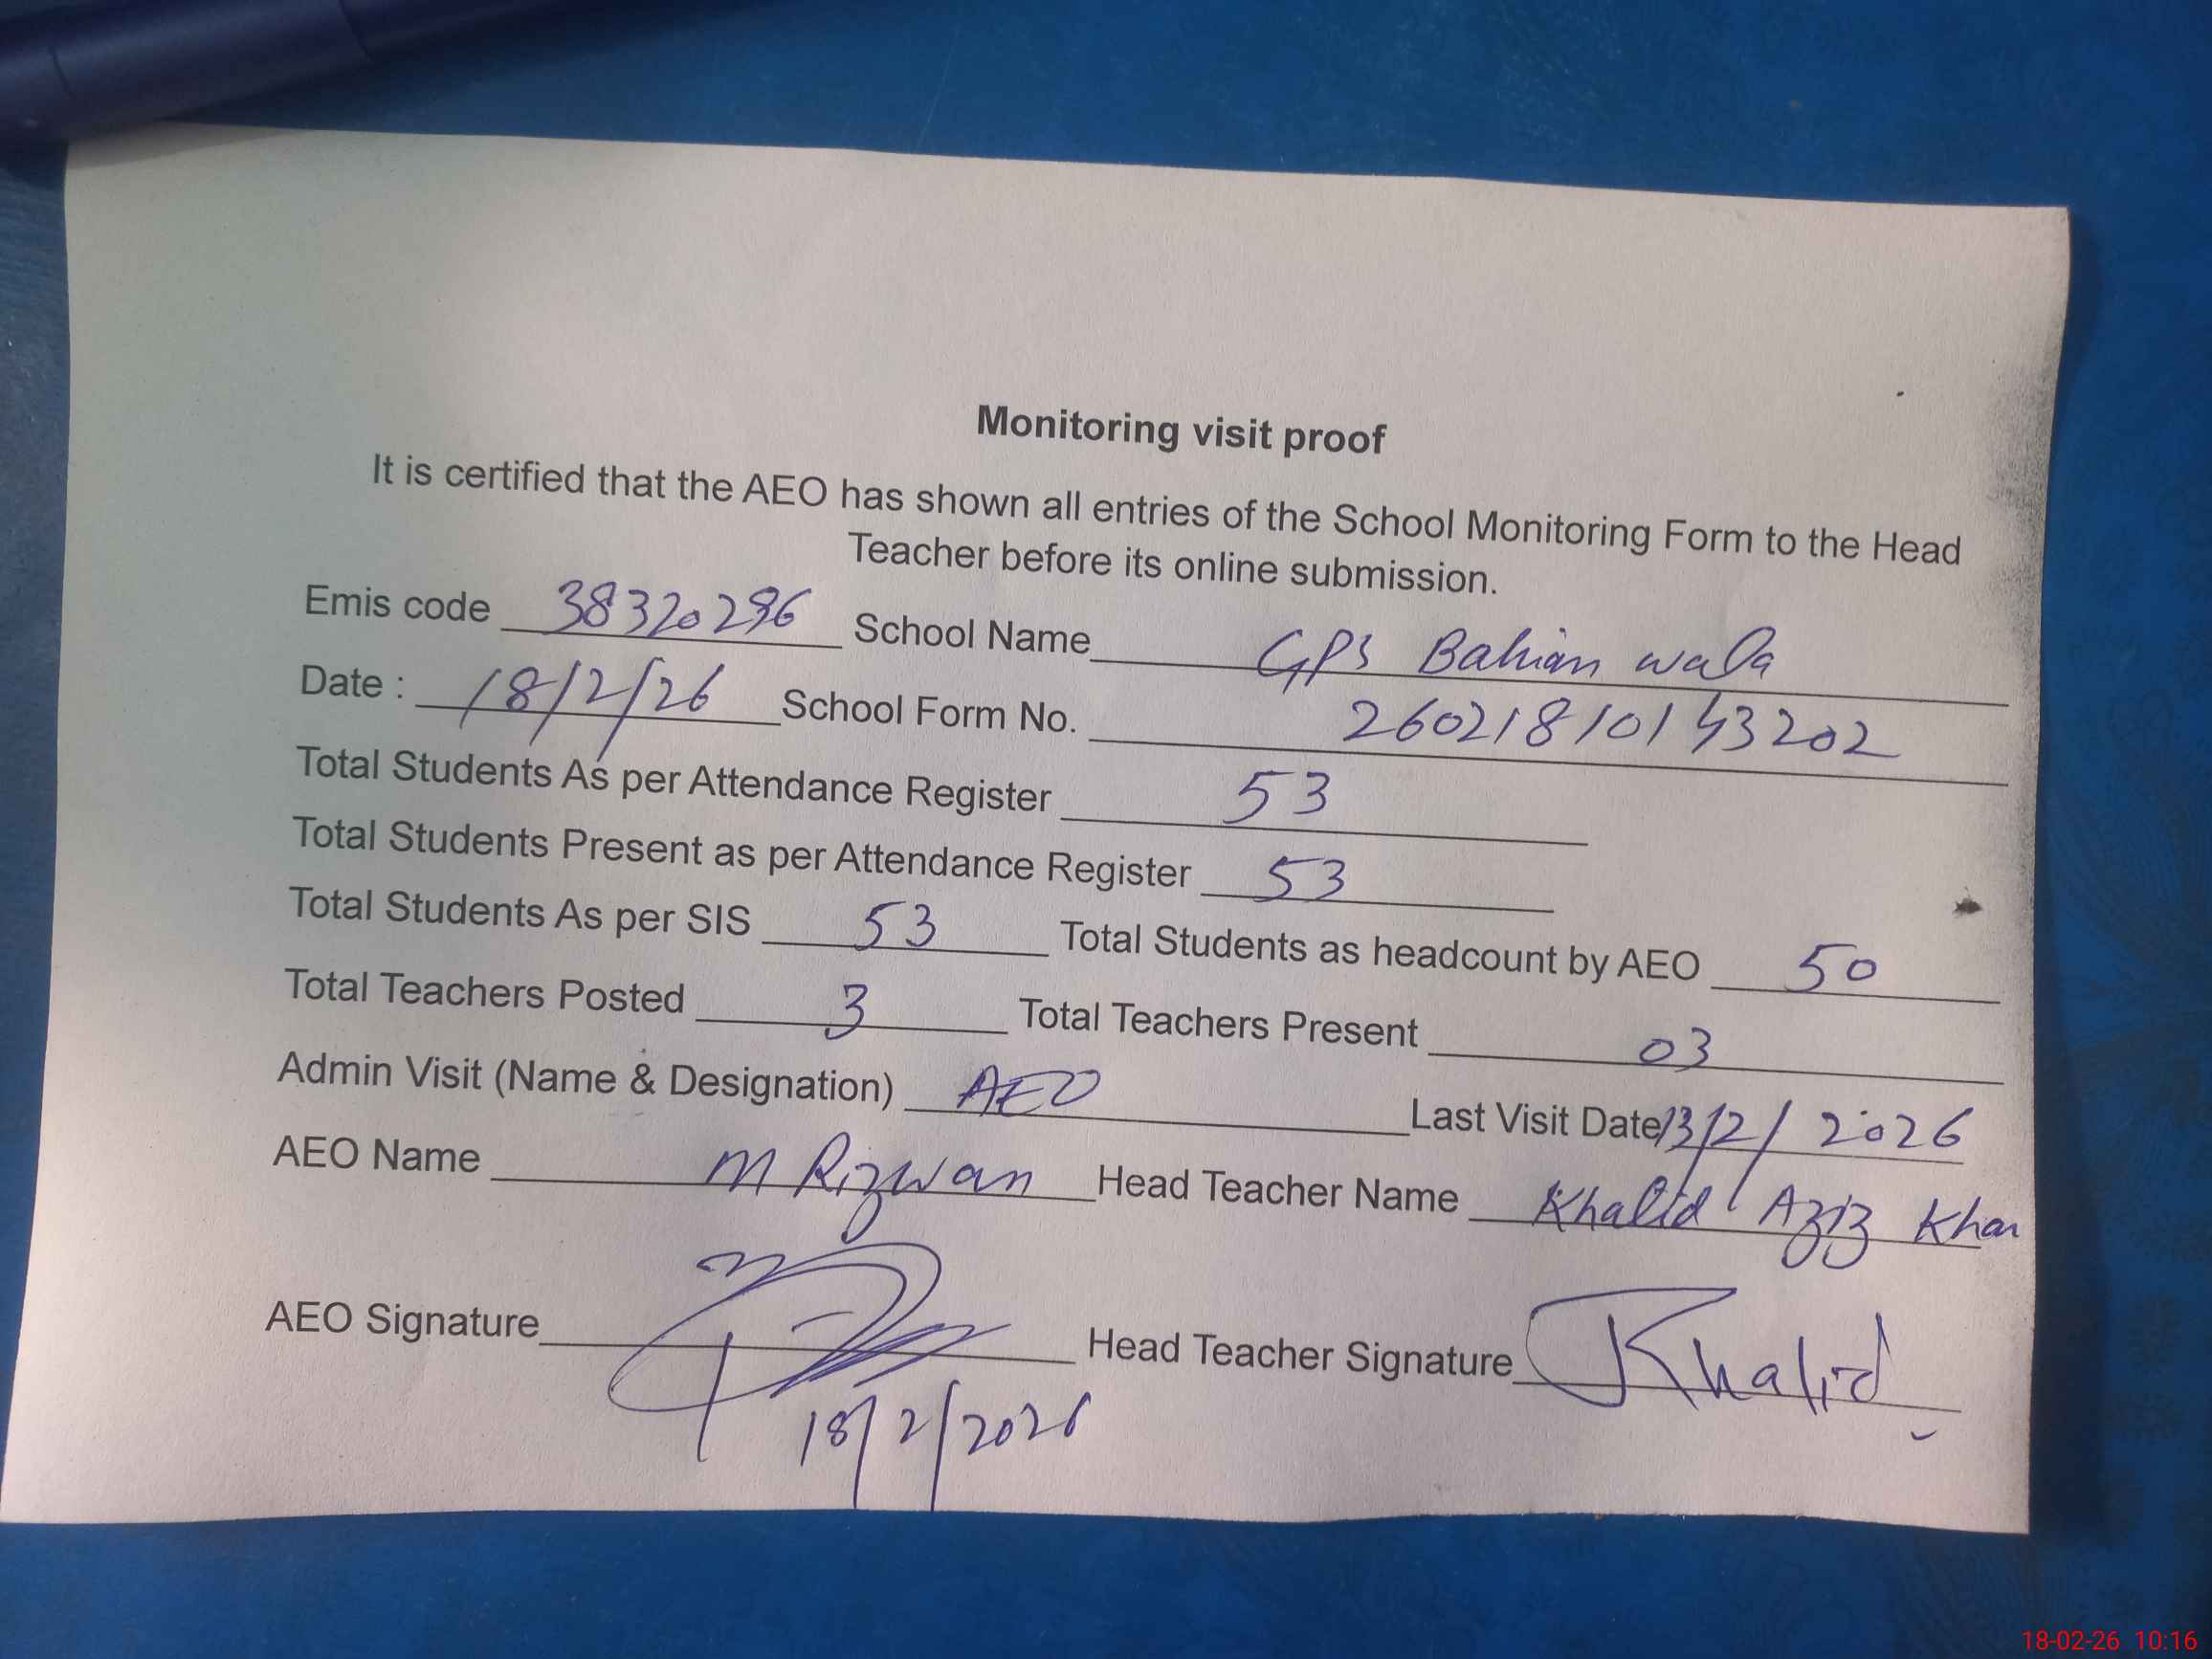 Monitoring visit proof
It is certified that the AEO has shown all entries of the School Monitoring Form to the Head
Teacher before its online submission.
Emis code 38320296 School Name GPS Bahian wala
Date : 18/2/26 School Form No. 26021810143202
Total Students As per Attendance Register 53
Total Students Present as per Attendance Register 53
Total Students As per SIS 53 Total Students as headcount by AEO 50
Total Teachers Posted 3 Total Teachers Present 03
Admin Visit (Name & Designation) AEO Last Visit Date 13/2/2026
AEO Name M Rizwan Head Teacher Name Khalid Aziz Khan
AEO Signature Head Teacher Signature Khalid
18/2/2026
18-02-26 10:16